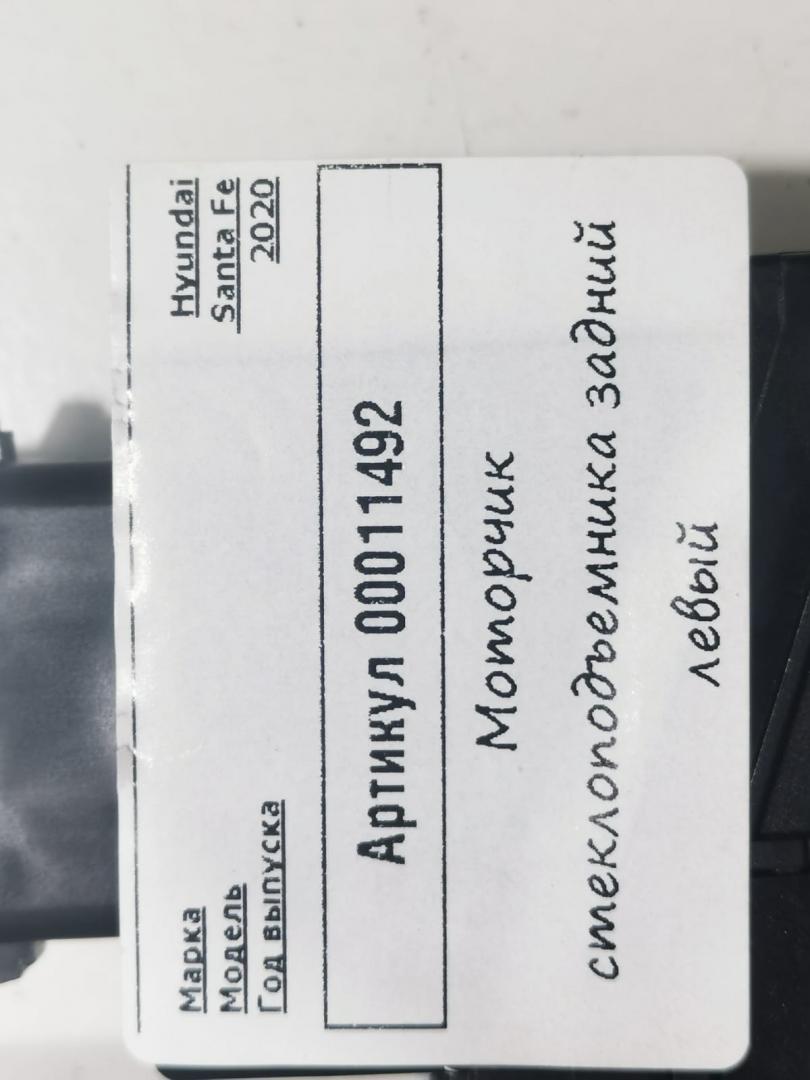 Марка Hyundai
Модель Santa Fe
Год выпуска 2020
Артикул 00011492
Моторчик
стеклоподъемника задний
левый